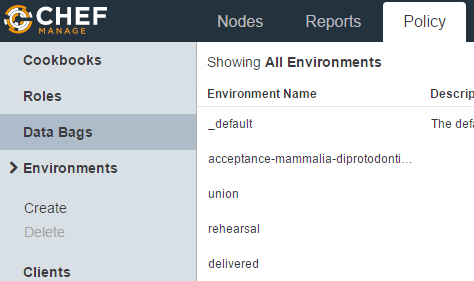 CHEF
MANAGE
Nodes
Reports
Policy
Cookbooks
Roles
Data Bags
Environments
Create
Delete
Clients
Showing All Environments
Environment Name
Descrip
_default
The defa
acceptance-mammalia-diprotodonti...
union
rehearsal
delivered